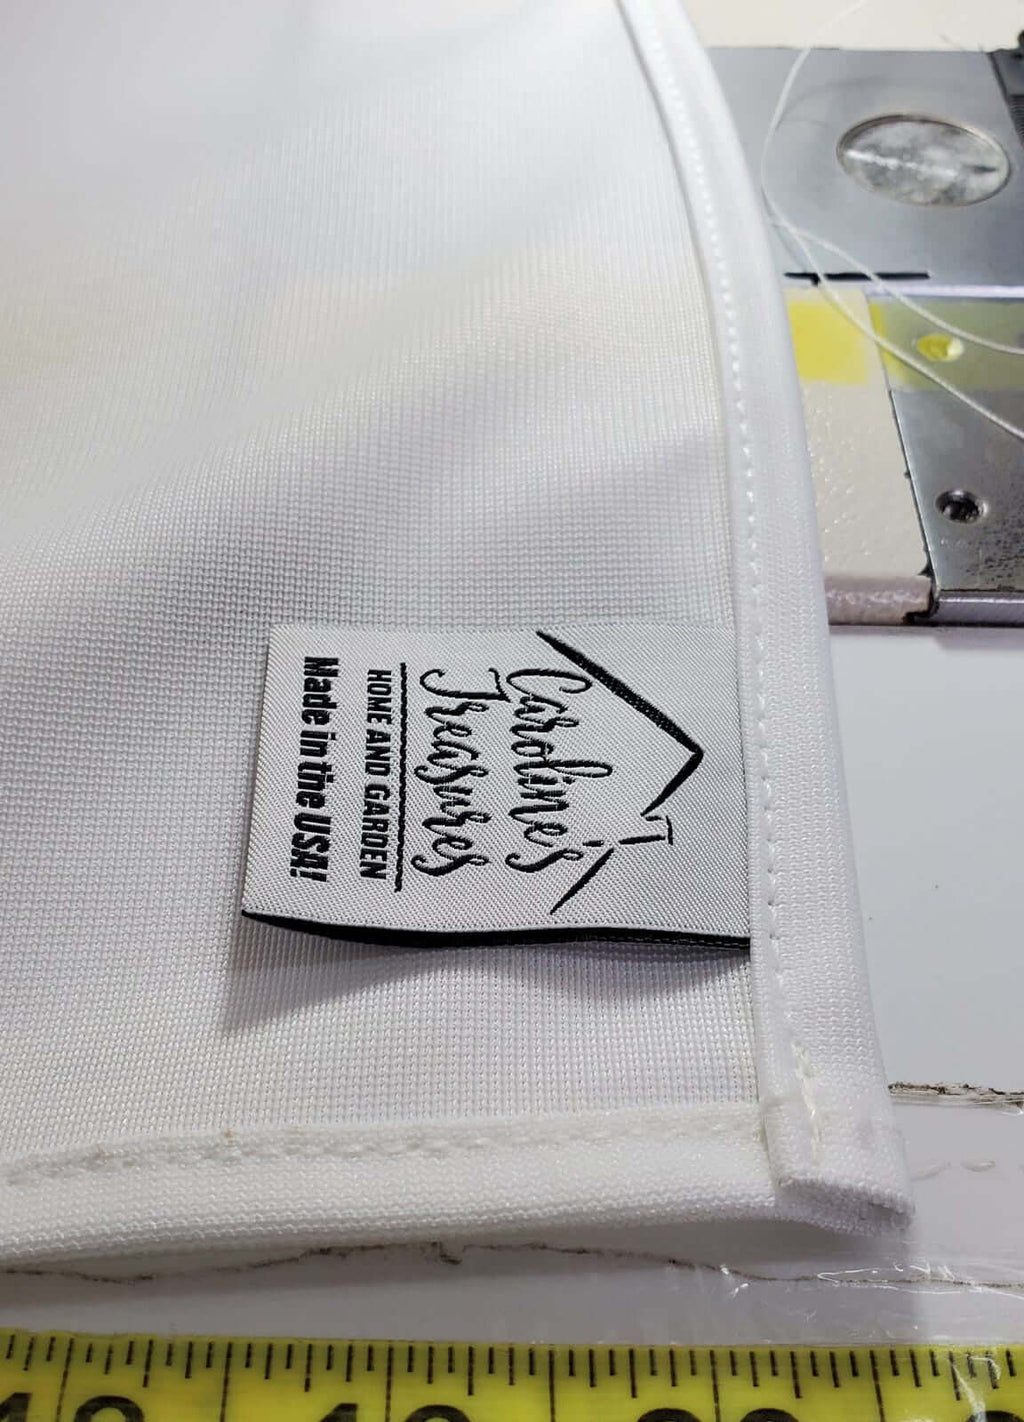 Caroline's
Treasures
HOME AND GARDEN
Made in the USA!